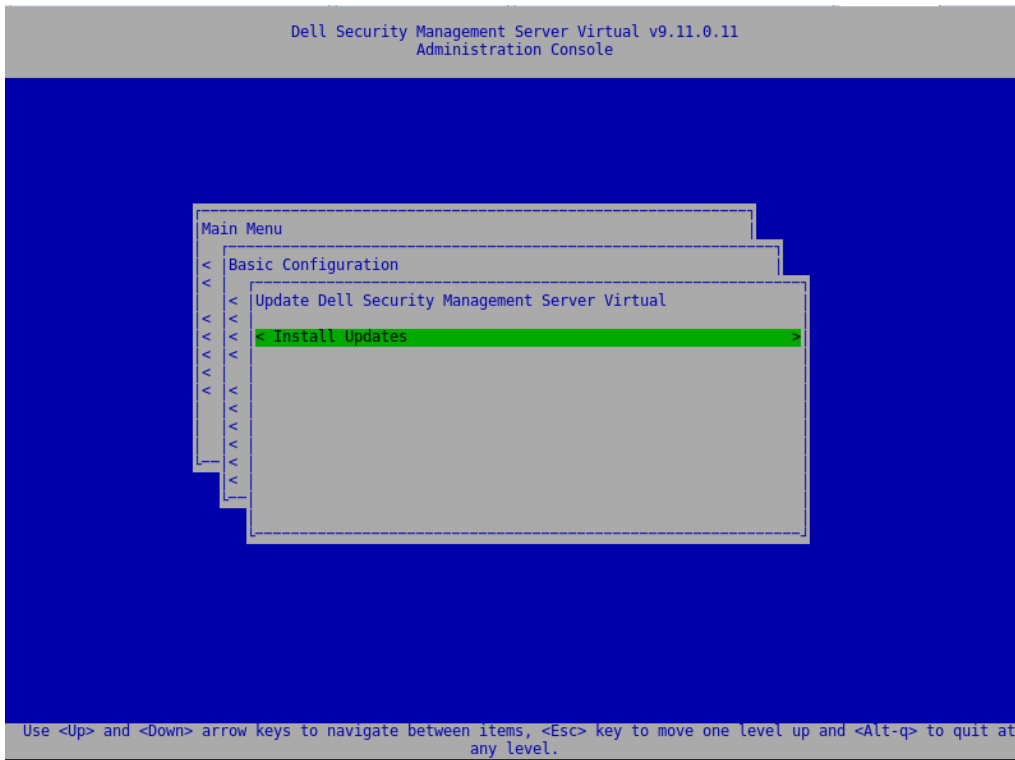 Dell Security Management Server Virtual v9.11.0.11
Administration Console
Main Menu
< Basic Configuration
<
< Update Dell Security Management Server Virtual
< <
< < < Install Updates >
< <
<
< <
<
<
<
<
<
Use <Up> and <Down> arrow keys to navigate between items, <Esc> key to move one level up and <Alt-q> to quit at
any level.